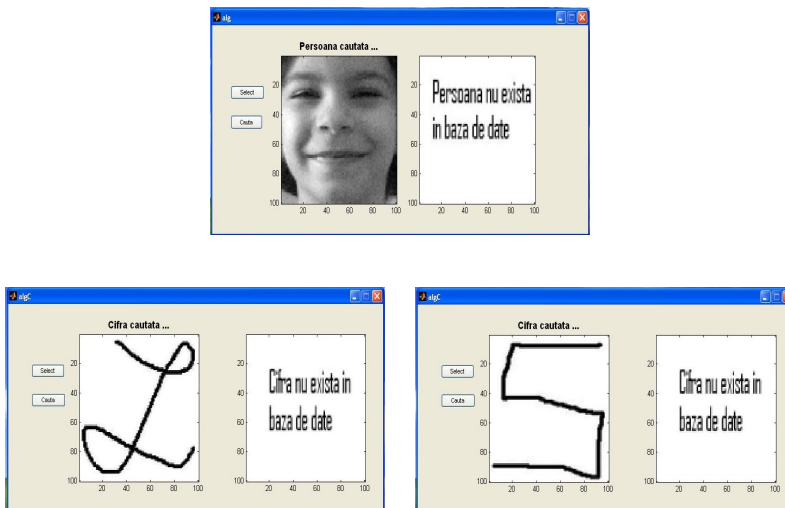 alg
Persoana cautata ...
Select
Cauta
20
40
60
80
100
20 40 60 80 100
Persoana nu exista
in baza de date
20
40
60
80
100
20 40 60 80 100
algC
Cifra cautata ...
Select
Cauta
20
40
60
80
100
20 40 60 80 100
Cifra nu exista in
baza de date
20
40
60
80
100
20 40 60 80 100
algC
Cifra cautata ...
Select
Cauta
20
40
60
80
100
20 40 60 80 100
Cifra nu exista in
baza de date
20
40
60
80
100
20 40 60 80 100